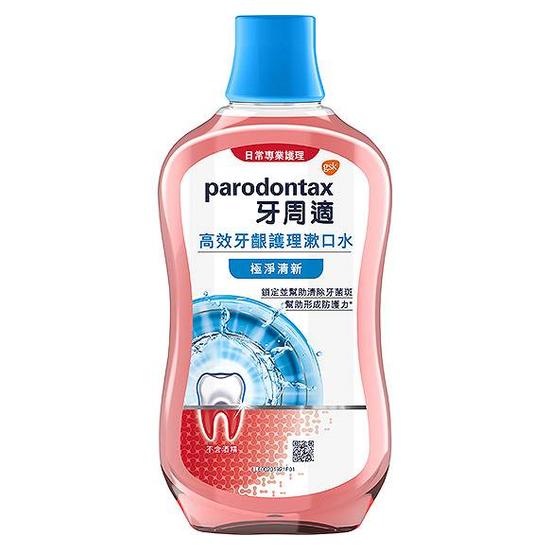 日常專業護理
gsk
parodontax
牙周適
高效牙齦護理漱口水
極淨清新
鎖定並幫助清除牙菌斑
幫助形成防護力*
不含酒精